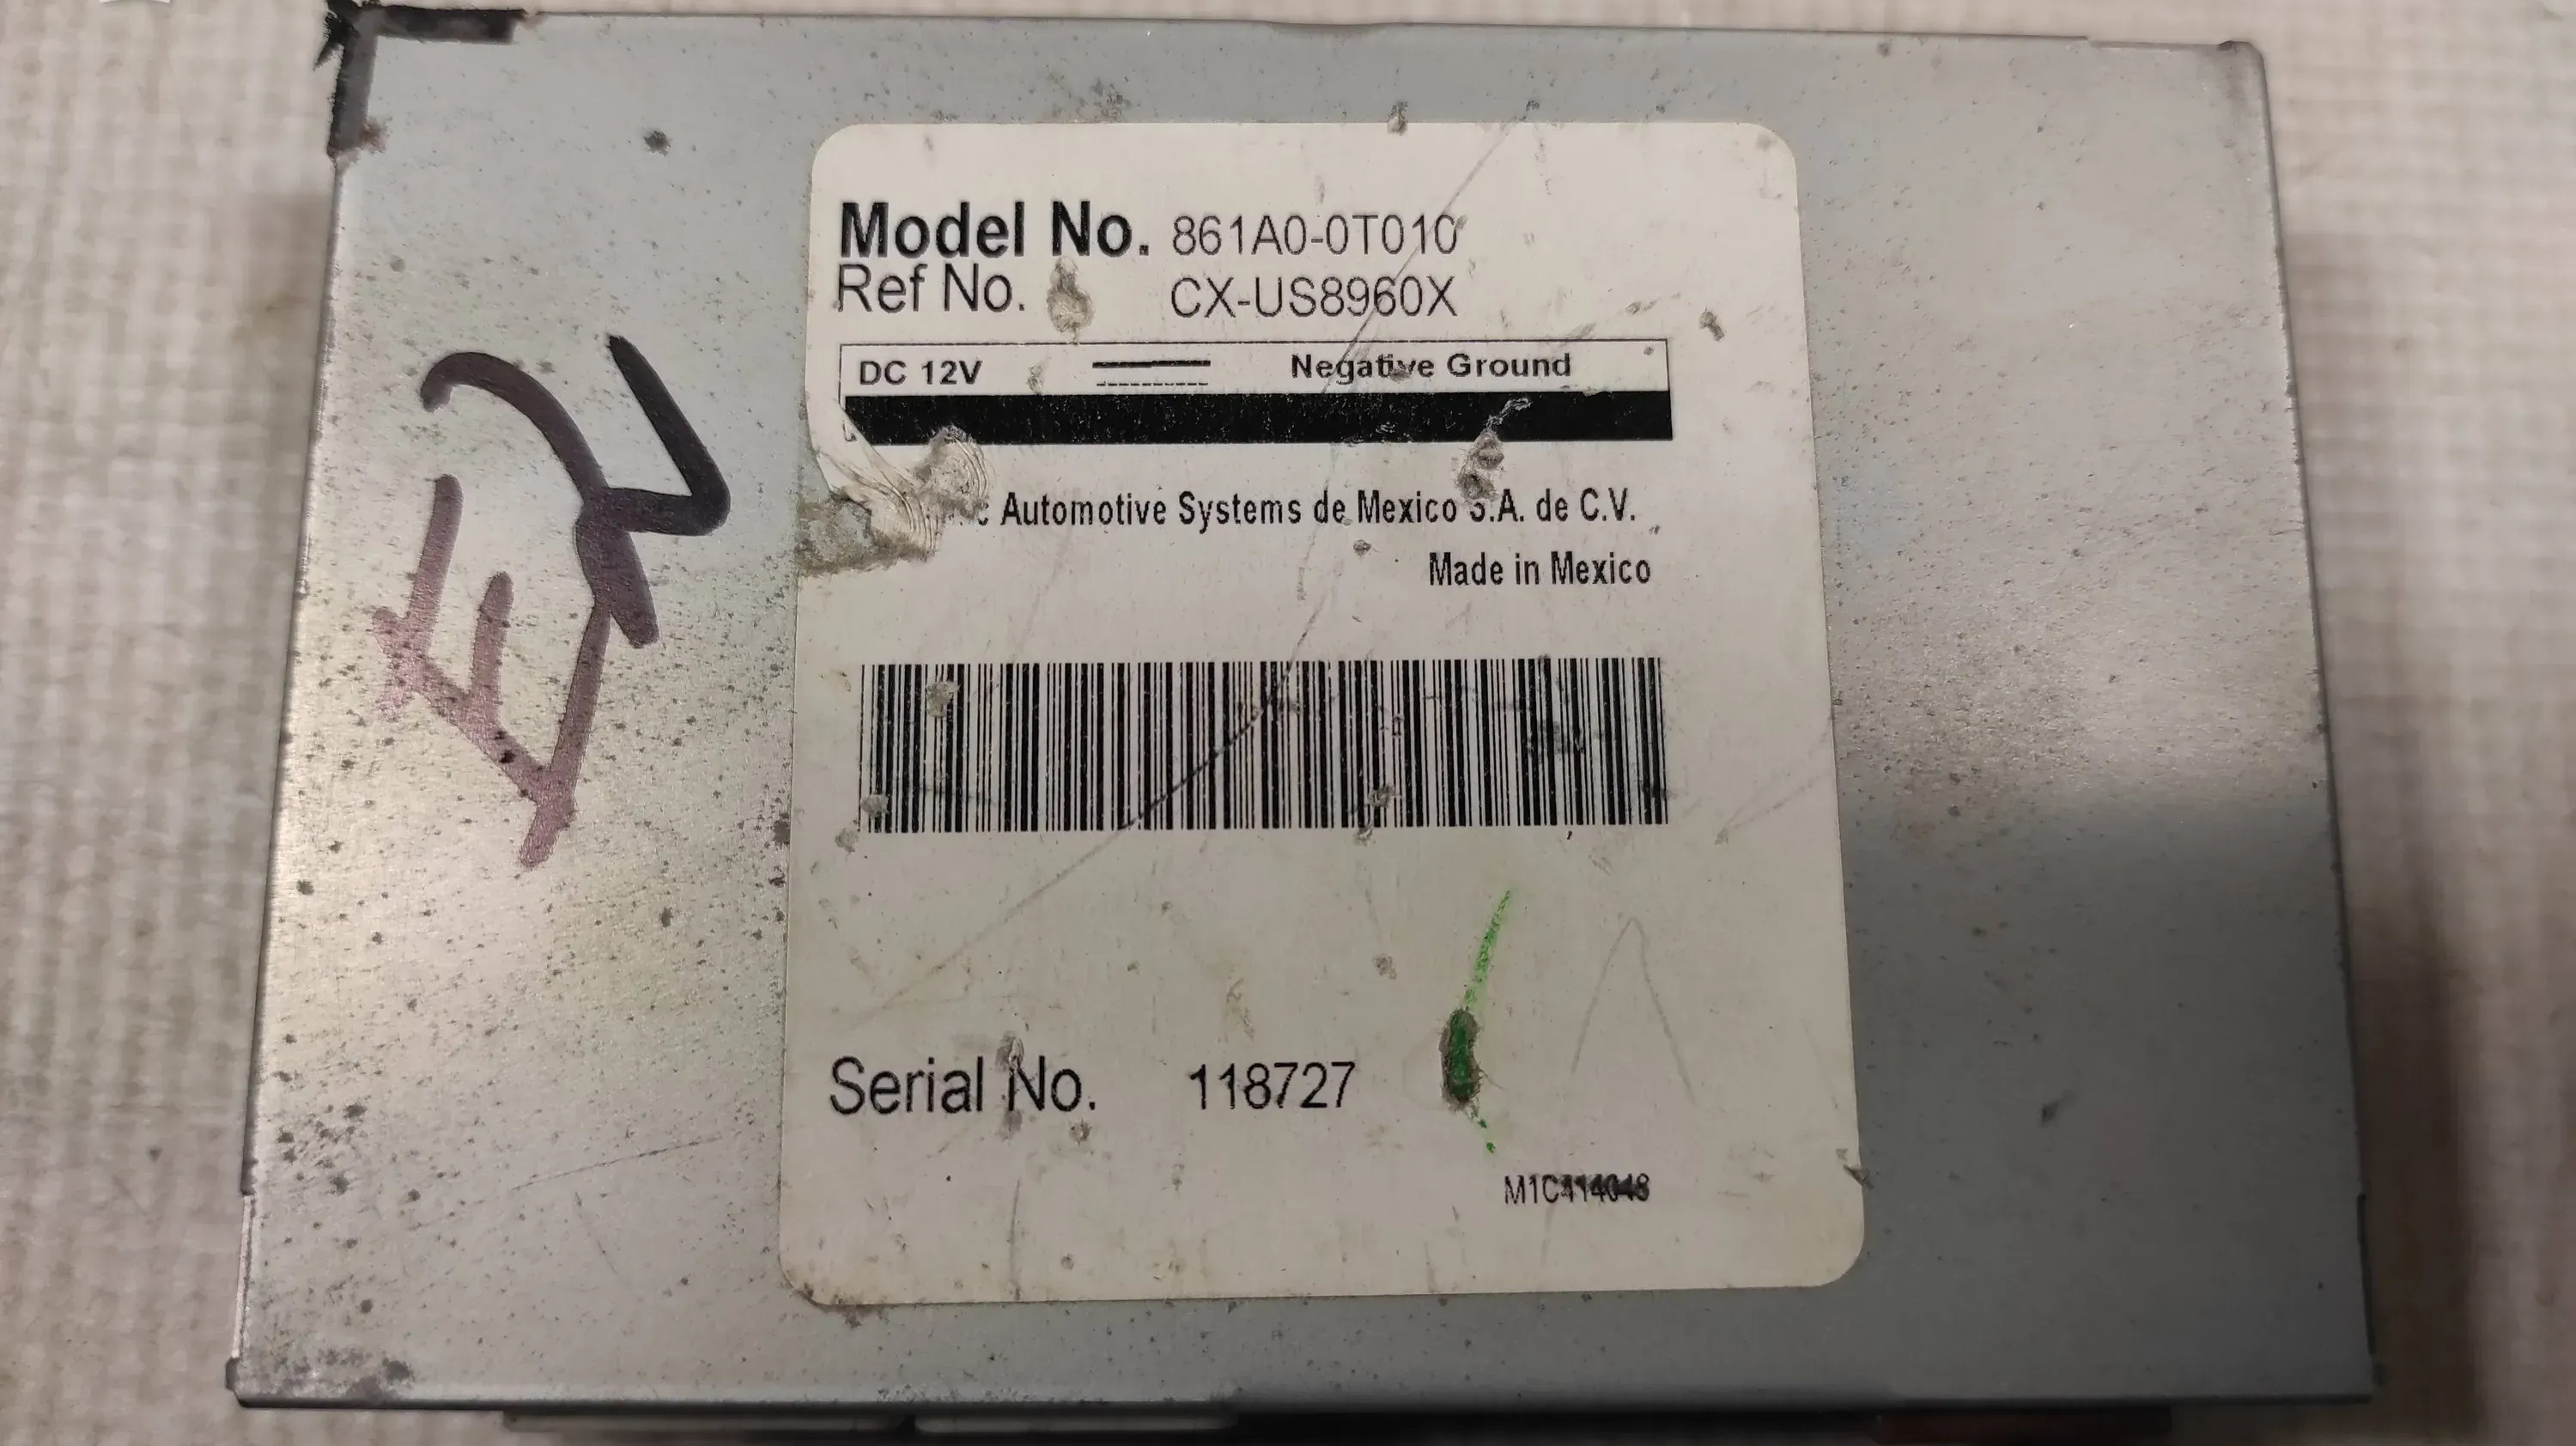 Model No. 861A0-0T010
Ref No. CX-US8960X
DC 12V Negative Ground
Automotive Systems de Mexico S.A. de C.V.
Made in Mexico
Serial No. 118727